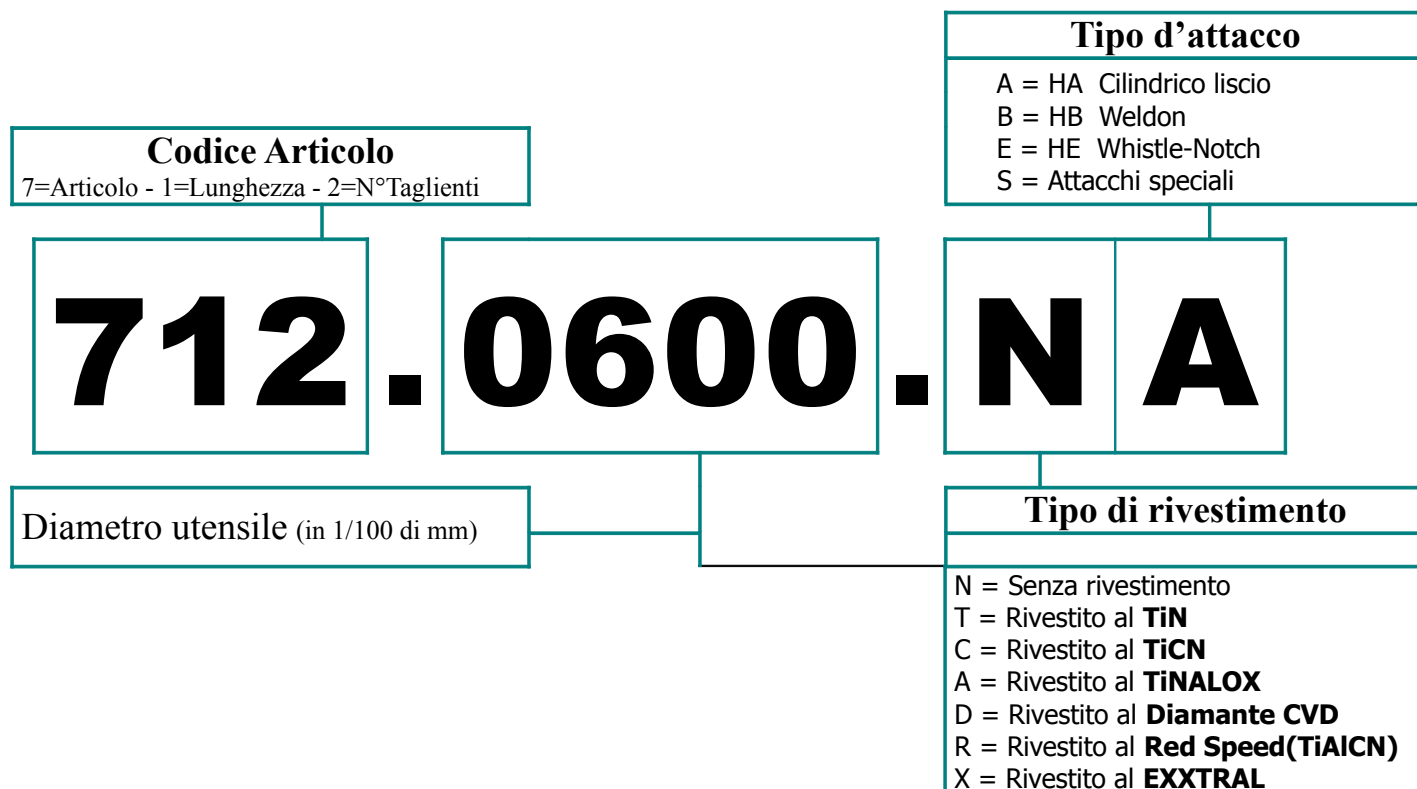 Tipo d’attacco
A = HA Cilindrico liscio
B = HB Weldon
E = HE Whistle-Notch
S = Attacchi speciali
Codice Articolo
7=Articolo - 1=Lunghezza - 2=N°Taglienti
712.0600.NA
Diametro utensile (in 1/100 di mm)
Tipo di rivestimento
N = Senza rivestimento
T = Rivestito al TiN
C = Rivestito al TiCN
A = Rivestito al TiNALOX
D = Rivestito al Diamante CVD
R = Rivestito al Red Speed(TiAlCN)
X = Rivestito al EXXTRAL